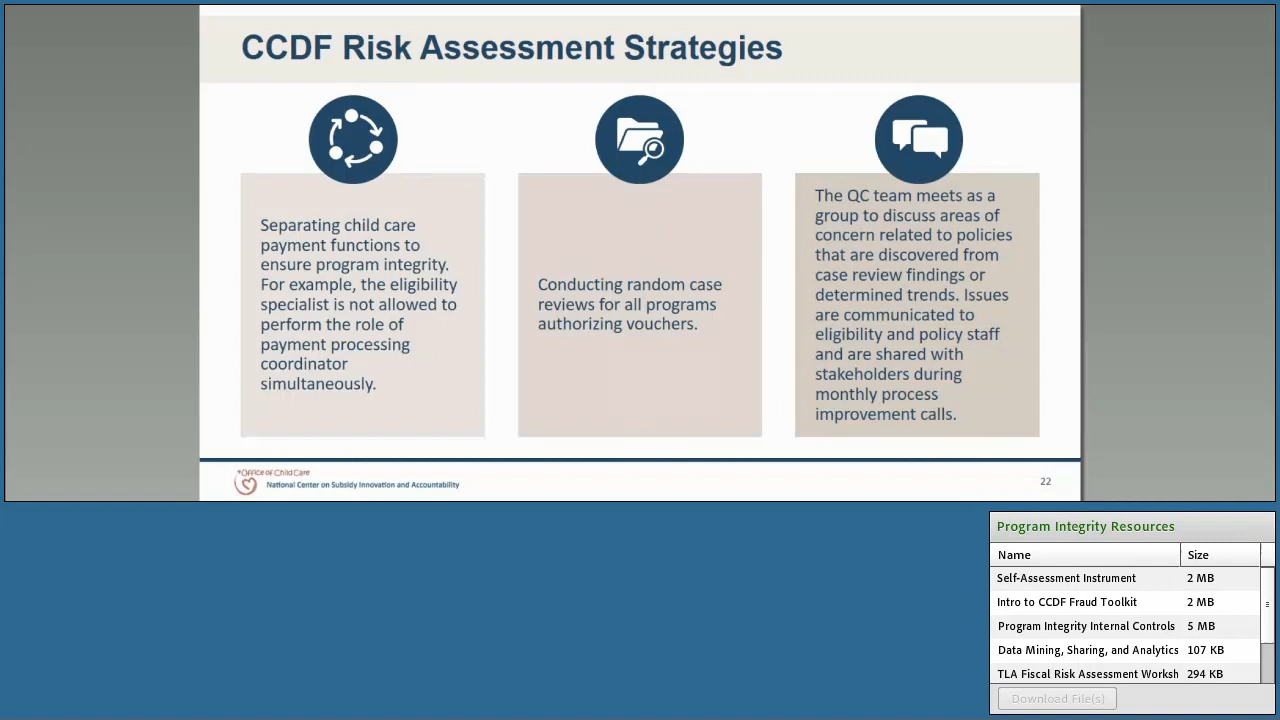 CCDF Risk Assessment Strategies
Separating child care
payment functions to
ensure program integrity.
For example, the eligibility
specialist is not allowed to
perform the role of
payment processing
coordinator
simultaneously.
Conducting random case
reviews for all programs
authorizing vouchers.
The QC team meets as a
group to discuss areas of
concern related to policies
that are discovered from
case review findings or
determined trends. Issues
are communicated to
eligibility and policy staff
and are shared with
stakeholders during
monthly process
improvement calls.
Office of Child Care
National Center on Subsidy Innovation and Accountability
22
Program Integrity Resources
Name Size
Self-Assessment Instrument 2 MB
Intro to CCDF Fraud Toolkit 2 MB
Program Integrity Internal Controls 5 MB
Data Mining, Sharing, and Analytics 107 KB
TLA Fiscal Risk Assessment Worksh 294 KB
Download File(s)